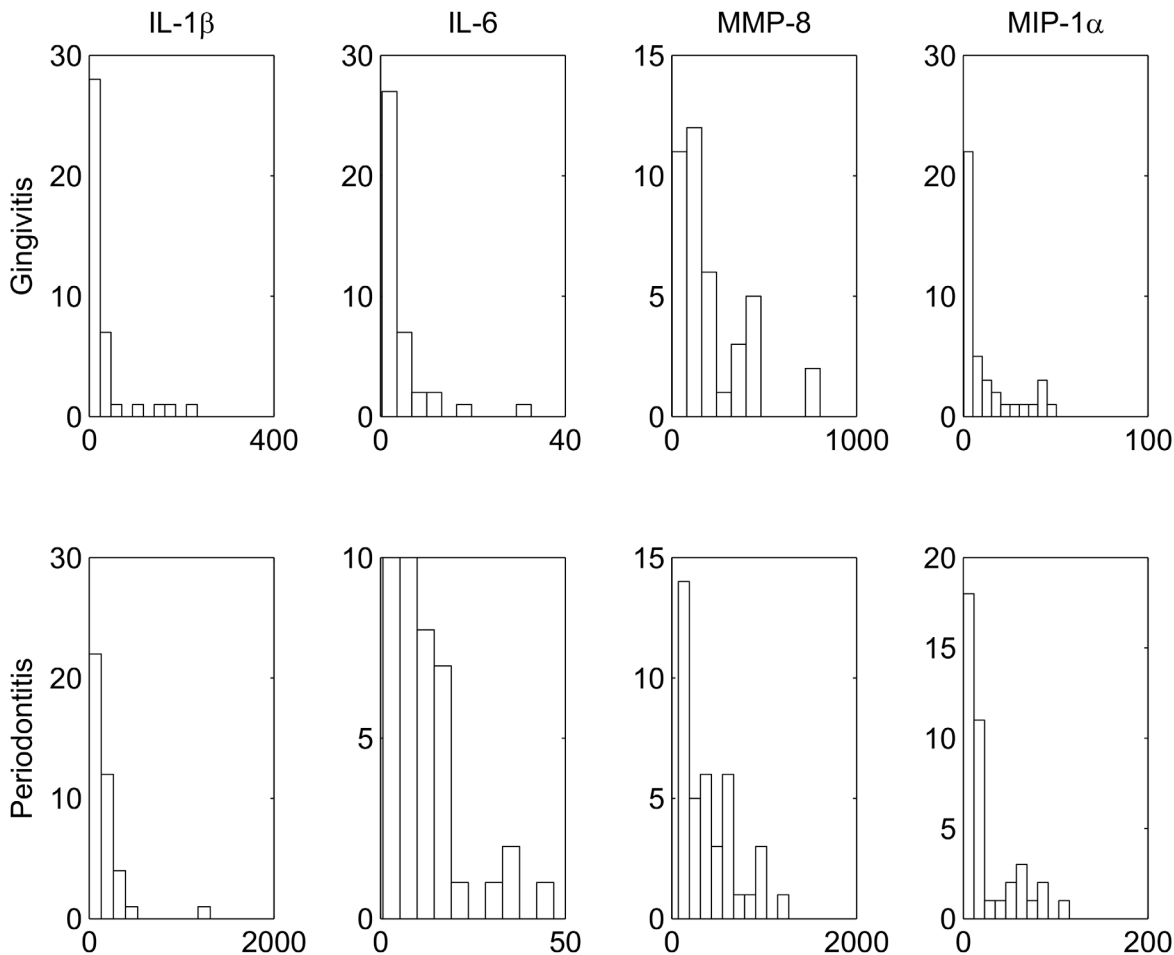 IL-1β IL-6 MMP-8 MIP-1α
Gingivitis
30 30 15 30
20 20 10 20
10 10 5 10
0 0 0 0
0 400 0 40 0 1000 0 100
Periodontitis
30 10 15 20
15
20 10
5 10
10 5
5
0 0 0 0
0 2000 0 50 0 2000 0 200